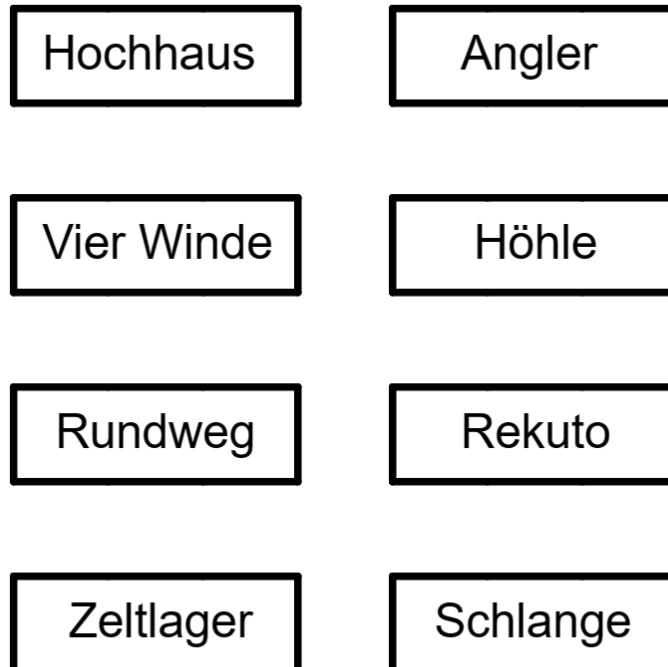 Hochhaus
Angler
Vier Winde
Höhle
Rundweg
Rekuto
Zeltlager
Schlange